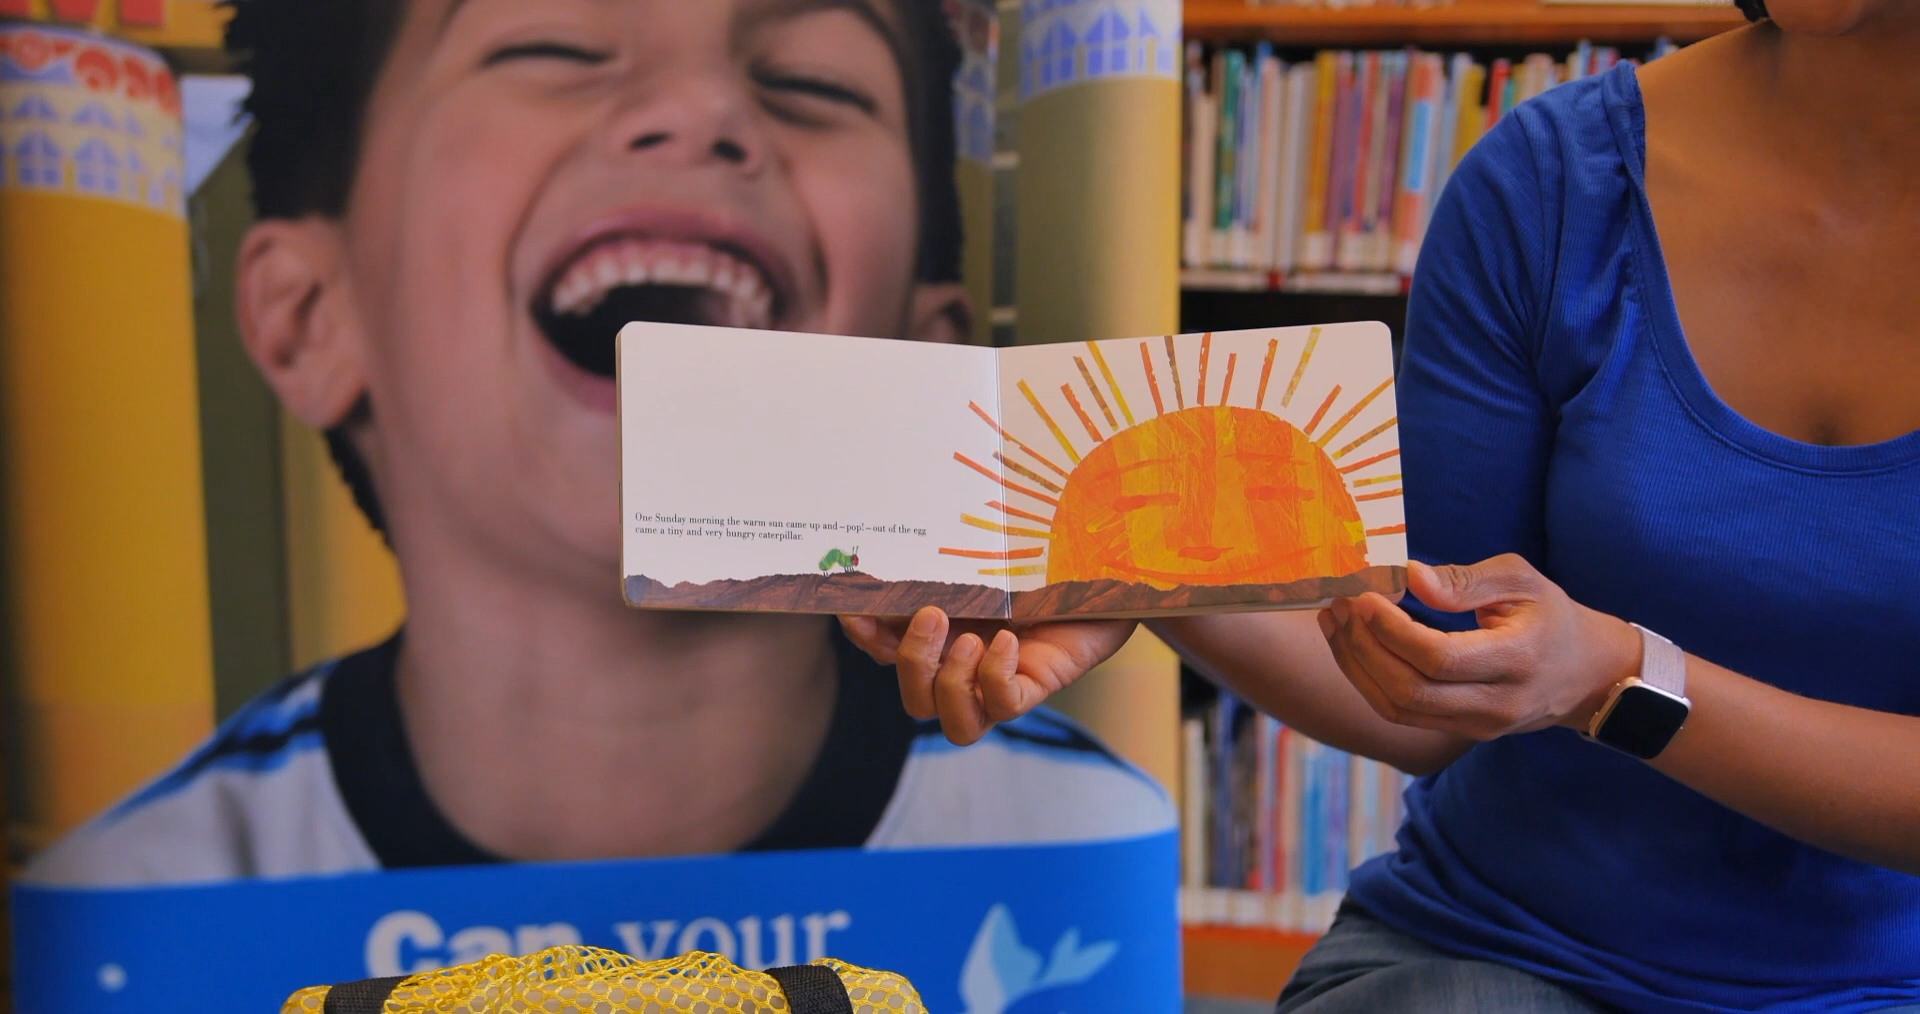 One Sunday morning the warm sun came up and–pop!–out of the egg
came a tiny and very hungry caterpillar.
Can your